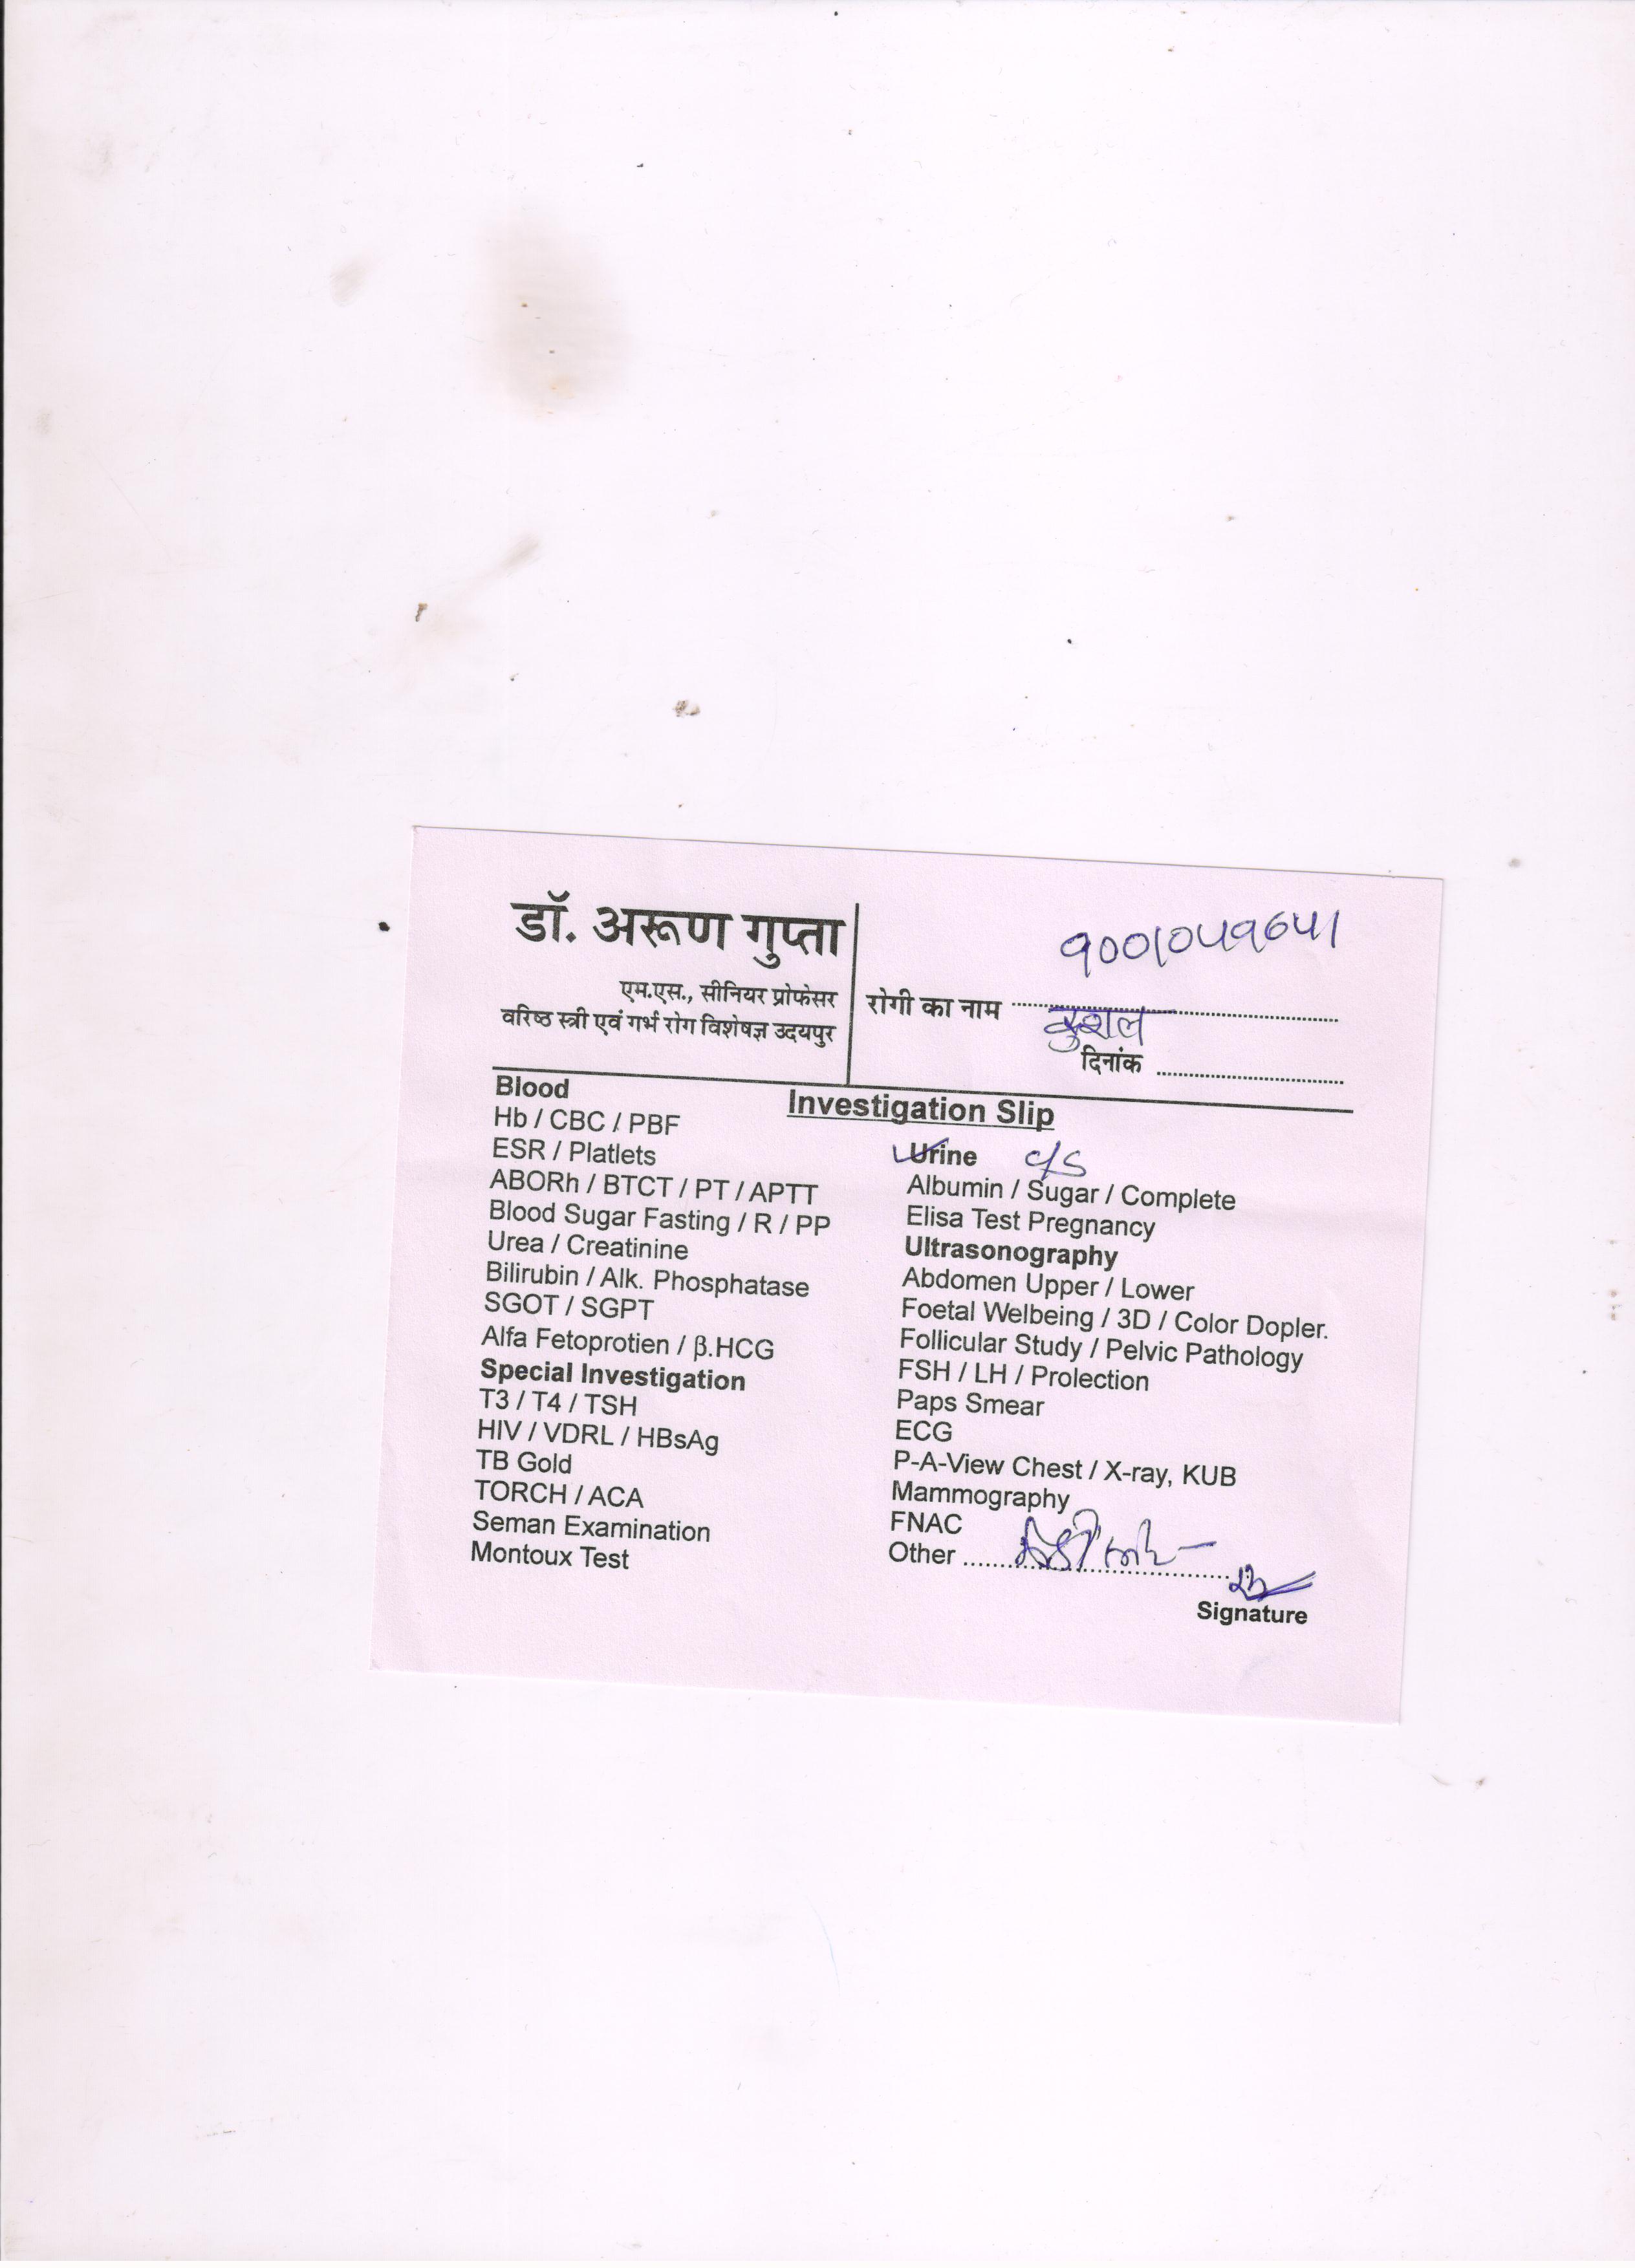 डॉ. अरूण गुप्ता
एम.एस., सीनियर प्रोफेसर
वरिष्ठ स्त्री एवं गर्भ रोग विशेषज्ञ उदयपुर
रोगी का नाम ........ कुशल
दिनांक ........
Investigation Slip
Blood
Hb / CBC / PBF
ESR / Platlets
ABORh / BTCT / PT / APTT
Blood Sugar Fasting / R / PP
Urea / Creatinine
Bilirubin / Alk. Phosphatase
SGOT / SGPT
Alfa Fetoprotien / β.HCG
Special Investigation
T3 / T4 / TSH
HIV / VDRL / HBsAg
TB Gold
TORCH / ACA
Seman Examination
Montoux Test
Urine c/s
Albumin / Sugar / Complete
Elisa Test Pregnancy
Ultrasonography
Abdomen Upper / Lower
Foetal Welbeing / 3D / Color Dopler.
Follicular Study / Pelvic Pathology
FSH / LH / Prolection
Paps Smear
ECG
P-A-View Chest / X-ray, KUB
Mammography
FNAC
Other ........
Signature